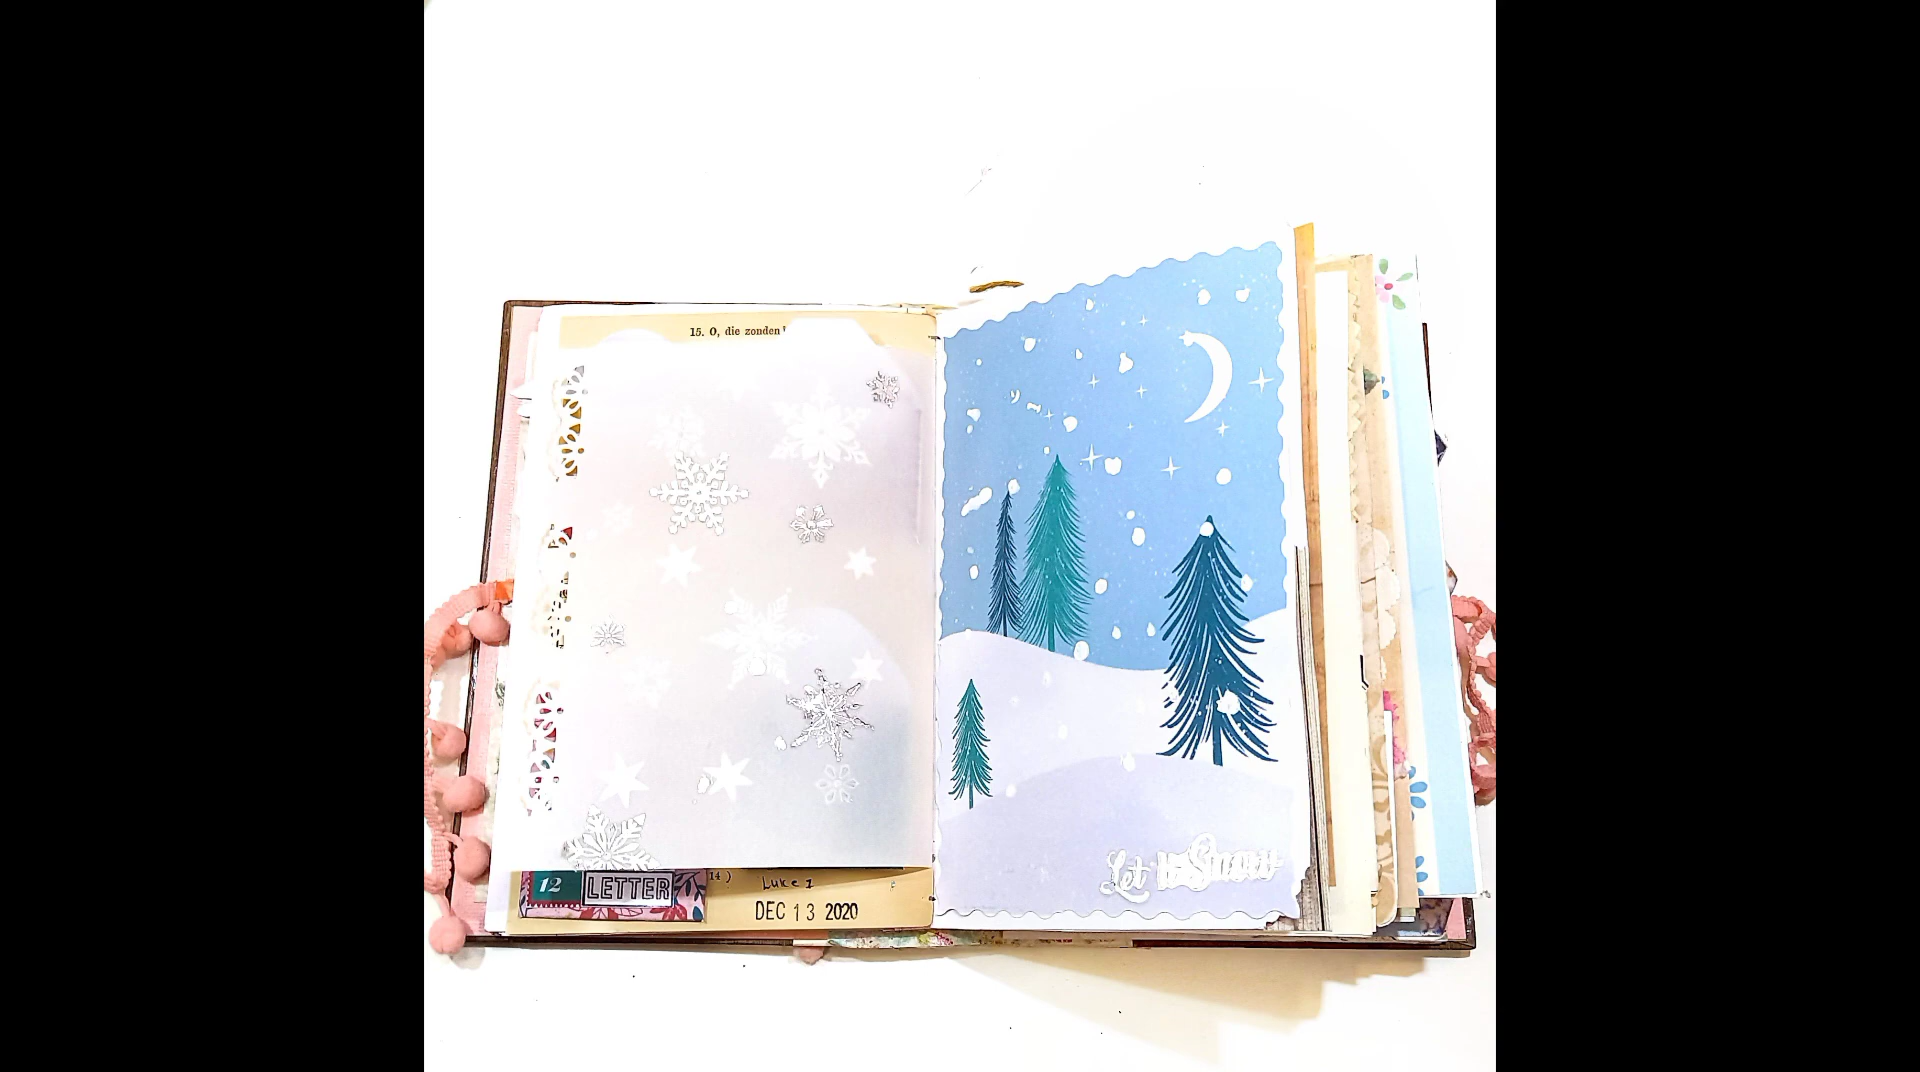 15. O, die zonden!
12
LETTER
14 )
Luke 1
DEC 13 2020
Let It Snow